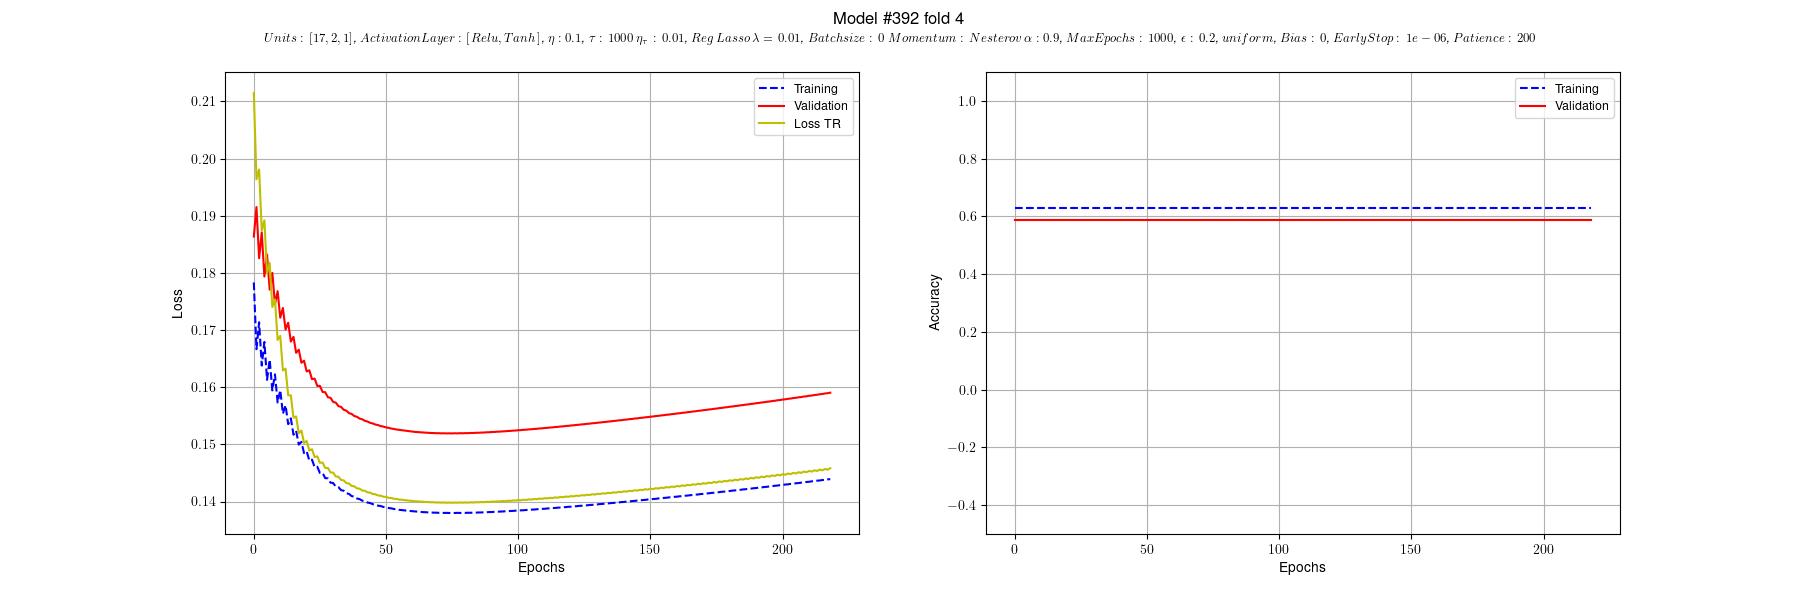 Model #392 fold 4
Units : [17, 2, 1], ActivationLayer : [Relu, Tanh], η : 0.1, τ : 1000 η_τ : 0.01, Reg Lasso λ = 0.01, Batchsize : 0 Momentum : Nesterov α : 0.9, MaxEpochs : 1000, ϵ : 0.2, uniform, Bias : 0, EarlyStop : 1e − 06, Patience : 200
Training
Validation
Loss TR
0.21
0.20
0.19
0.18
0.17
0.16
0.15
0.14
Loss
0
50
100
150
200
Epochs
Training
Validation
1.0
0.8
0.6
0.4
0.2
0.0
−0.2
−0.4
Accuracy
0
50
100
150
200
Epochs